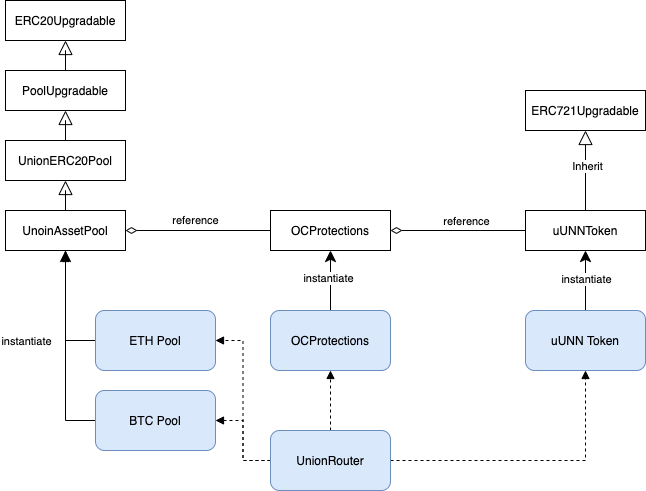 ERC20Upgradable
PoolUpgradable
ERC721Upgradable
UnionERC20Pool
Inherit
UnoinAssetPool
reference
OCProtections
reference
uUNNToken
instantiate
instantiate
instantiate
ETH Pool
OCProtections
uUNN Token
BTC Pool
UnionRouter